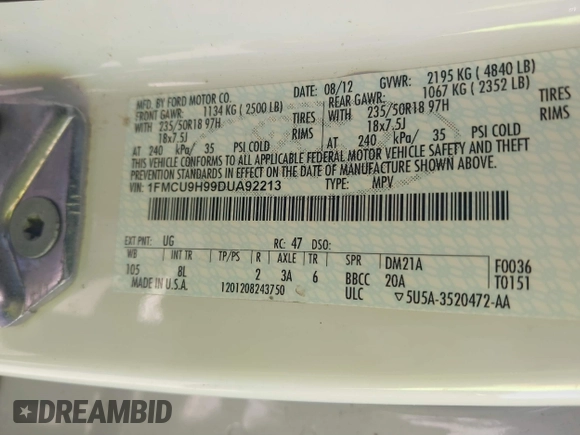 MFD. BY FORD MOTOR CO.
DATE: 08/12 GVWR: 2195 KG ( 4840 LB)
FRONT GAWR: 1134 KG ( 2500 LB) REAR GAWR: 1067 KG ( 2352 LB)
WITH 235/50R18 97H TIRES WITH 235/50R18 97H TIRES
18x7.5J RIMS 18x7.5J RIMS
AT 240 kPa/ 35 PSI COLD AT 240 kPa/ 35 PSI COLD
THIS VEHICLE CONFORMS TO ALL APPLICABLE FEDERAL MOTOR VEHICLE SAFETY AND THEFT
PREVENTION STANDARDS IN EFFECT ON THE DATE OF MANUFACTURE SHOWN ABOVE.
VIN: 1FMCU9H99DUA92213 TYPE: MPV
EXT PNT: UG RC: 47 DSO:
WB INT TR TP/PS R AXLE TR SPR DM21A F0036
105 8L 2 3A 6 BBCC 20A T0151
MADE IN U.S.A. 1201208243750 ULC 5U5A-3520472-AA
DREAMBID